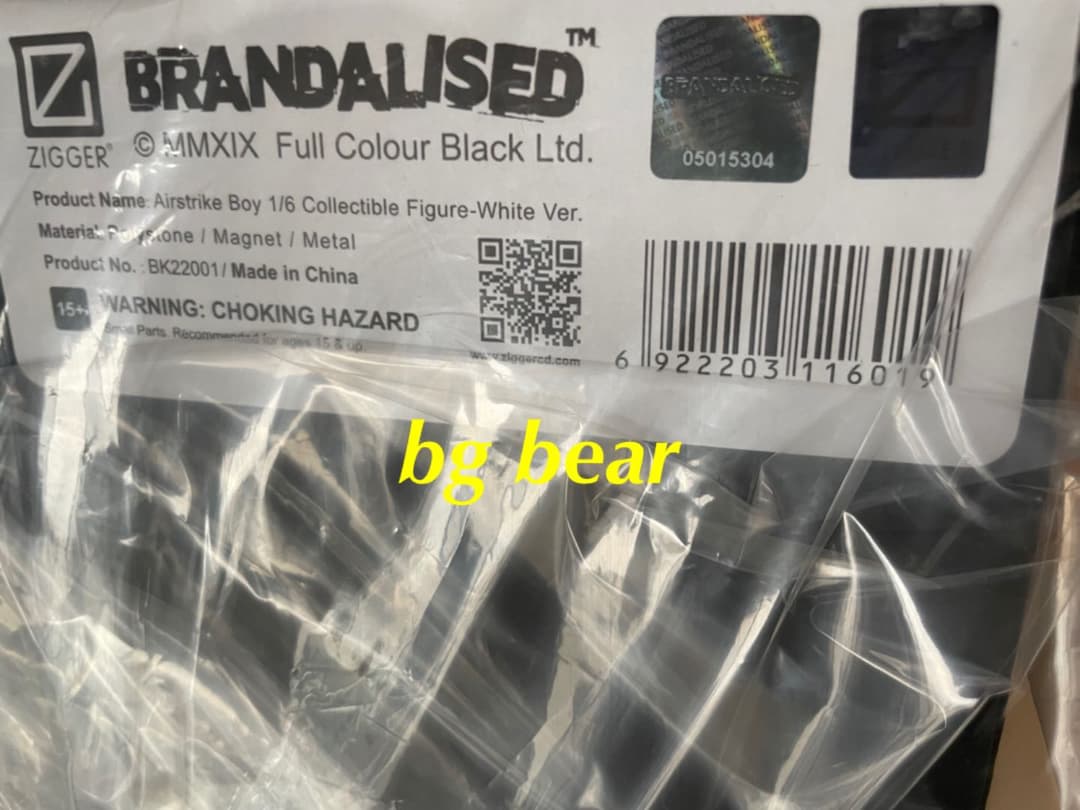 BRANDALISED™
ZIGGER®
© MMXIX Full Colour Black Ltd.
Product Name: Airstrike Boy 1/6 Collectible Figure-White Ver.
Material: Polystone / Magnet / Metal
Product No. : BK22001/ Made in China
15+
WARNING: CHOKING HAZARD
Small Parts. Recommended for ages 15 & up.
www.ziggercd.com
BRANDALISED
05015304
6 922203 116019
bg bear